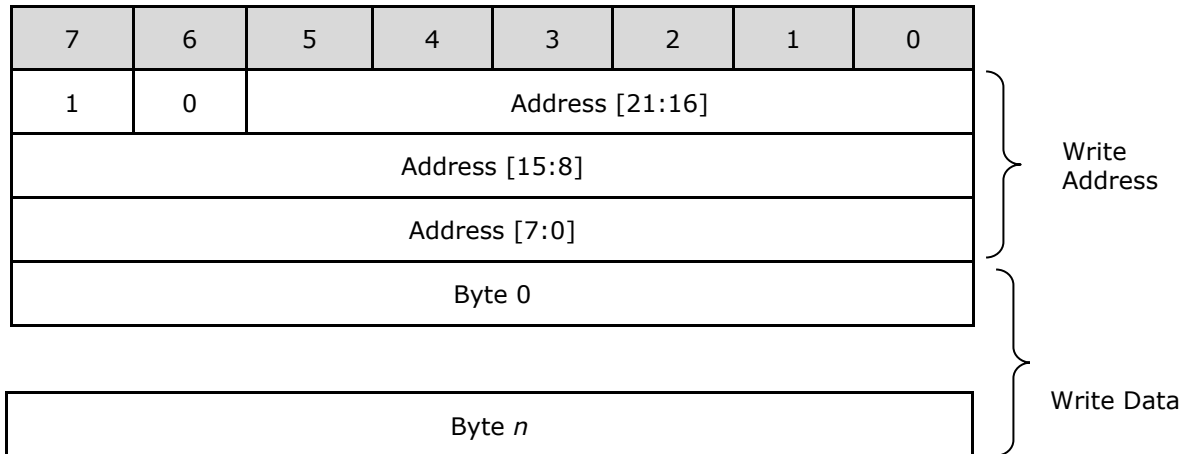 7 6 5 4 3 2 1 0
1 0 Address [21:16]
Address [15:8]
Write
Address
Address [7:0]
Byte 0
Write Data
Byte n